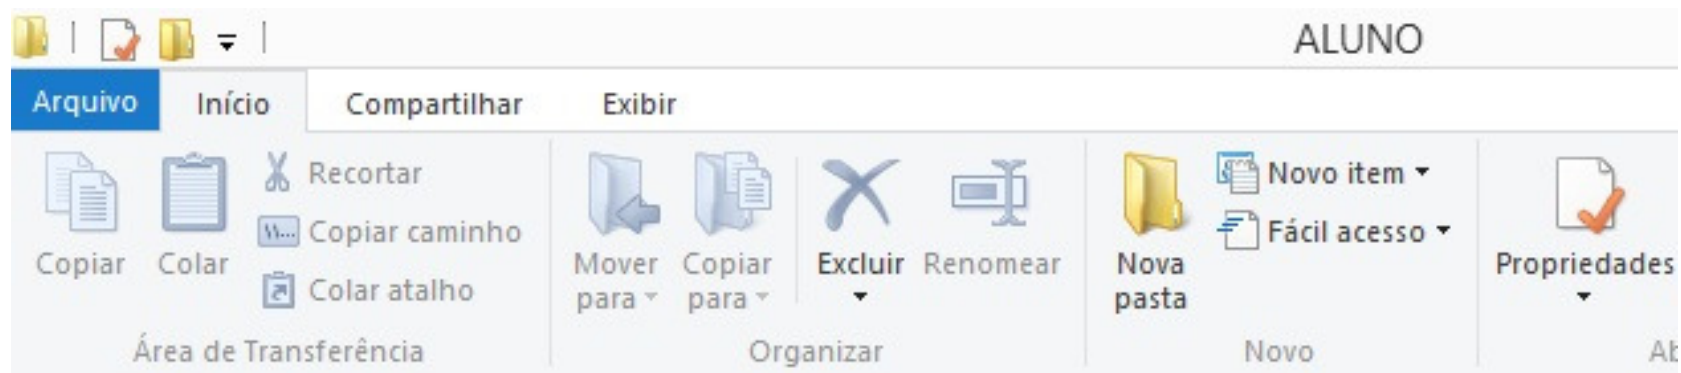 ALUNO
Arquivo Início Compartilhar Exibir
Copiar
Colar
Recortar
Copiar caminho
Colar atalho
Área de Transferência
Mover
para
Copiar
para
Excluir
Renomear
Organizar
Nova
pasta
Novo item
Fácil acesso
Novo
Propriedades
Ab